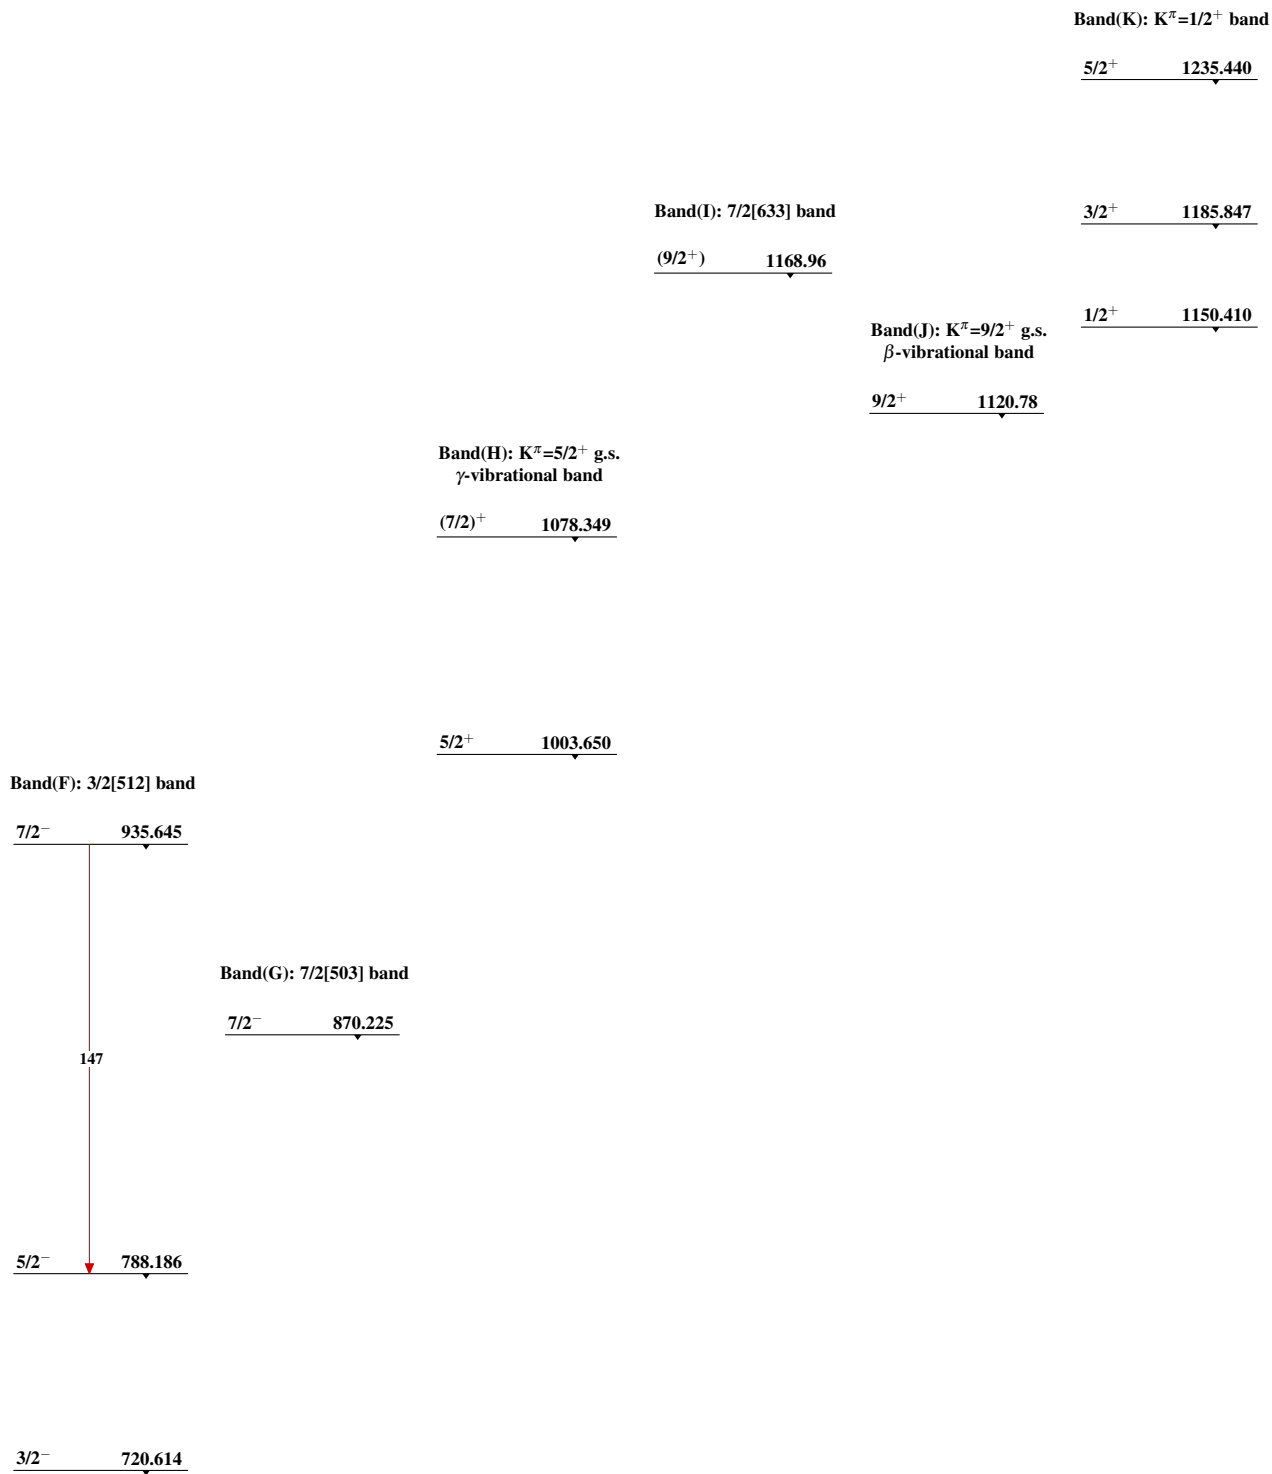 Band(K): Kπ=1/2+ band
5/2+ 1235.440
3/2+ 1185.847
1/2+ 1150.410
Band(I): 7/2[633] band
(9/2+) 1168.96
Band(J): Kπ=9/2+ g.s.
β-vibrational band
9/2+ 1120.78
Band(H): Kπ=5/2+ g.s.
γ-vibrational band
(7/2)+ 1078.349
5/2+ 1003.650
Band(F): 3/2[512] band
7/2− 935.645
147
5/2− 788.186
3/2− 720.614
Band(G): 7/2[503] band
7/2− 870.225